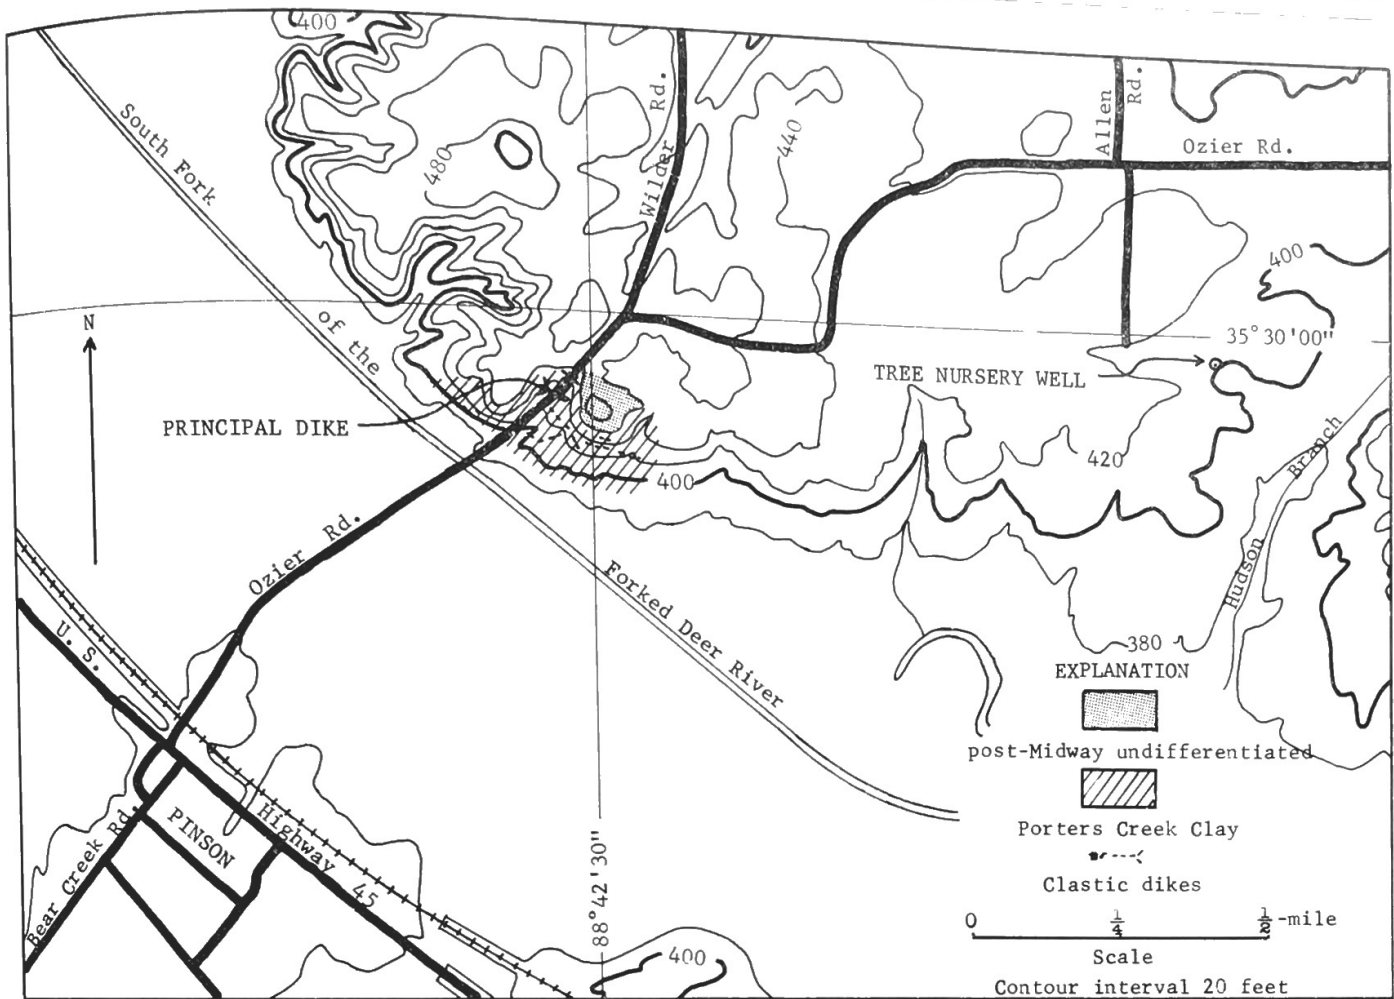 400
South Fork
of the
Forked Deer River
480
Wilder Rd.
440
Allen Rd.
Ozier Rd.
400
N
35°30'00"
TREE NURSERY WELL
PRINCIPAL DIKE
400
420
Hudson Branch
Ozier Rd.
U.S.
Highway 45
380
EXPLANATION
post-Midway undifferentiated
Porters Creek Clay
Clastic dikes
0 1/4 1/2-mile
Scale
Contour interval 20 feet
Bear Creek Rd.
PINSON
88°42'30"
400